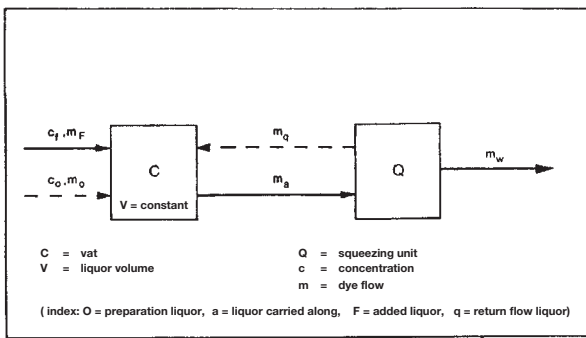 c_f, m_F
m_q
m_w
C
Q
c_o, m_o
m_a
V = constant
C = vat
Q = squeezing unit
V = liquor volume
c = concentration
m = dye flow
( index: O = preparation liquor, a = liquor carried along, F = added liquor, q = return flow liquor)